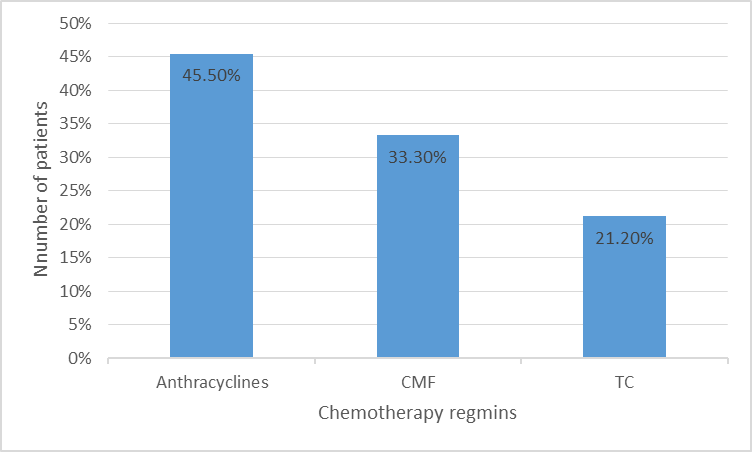 50%
45%
40%
35%
30%
25%
20%
15%
10%
5%
0%
Nnumber of patients
45.50%
33.30%
21.20%
Anthracyclines
CMF
TC
Chemotherapy regmins